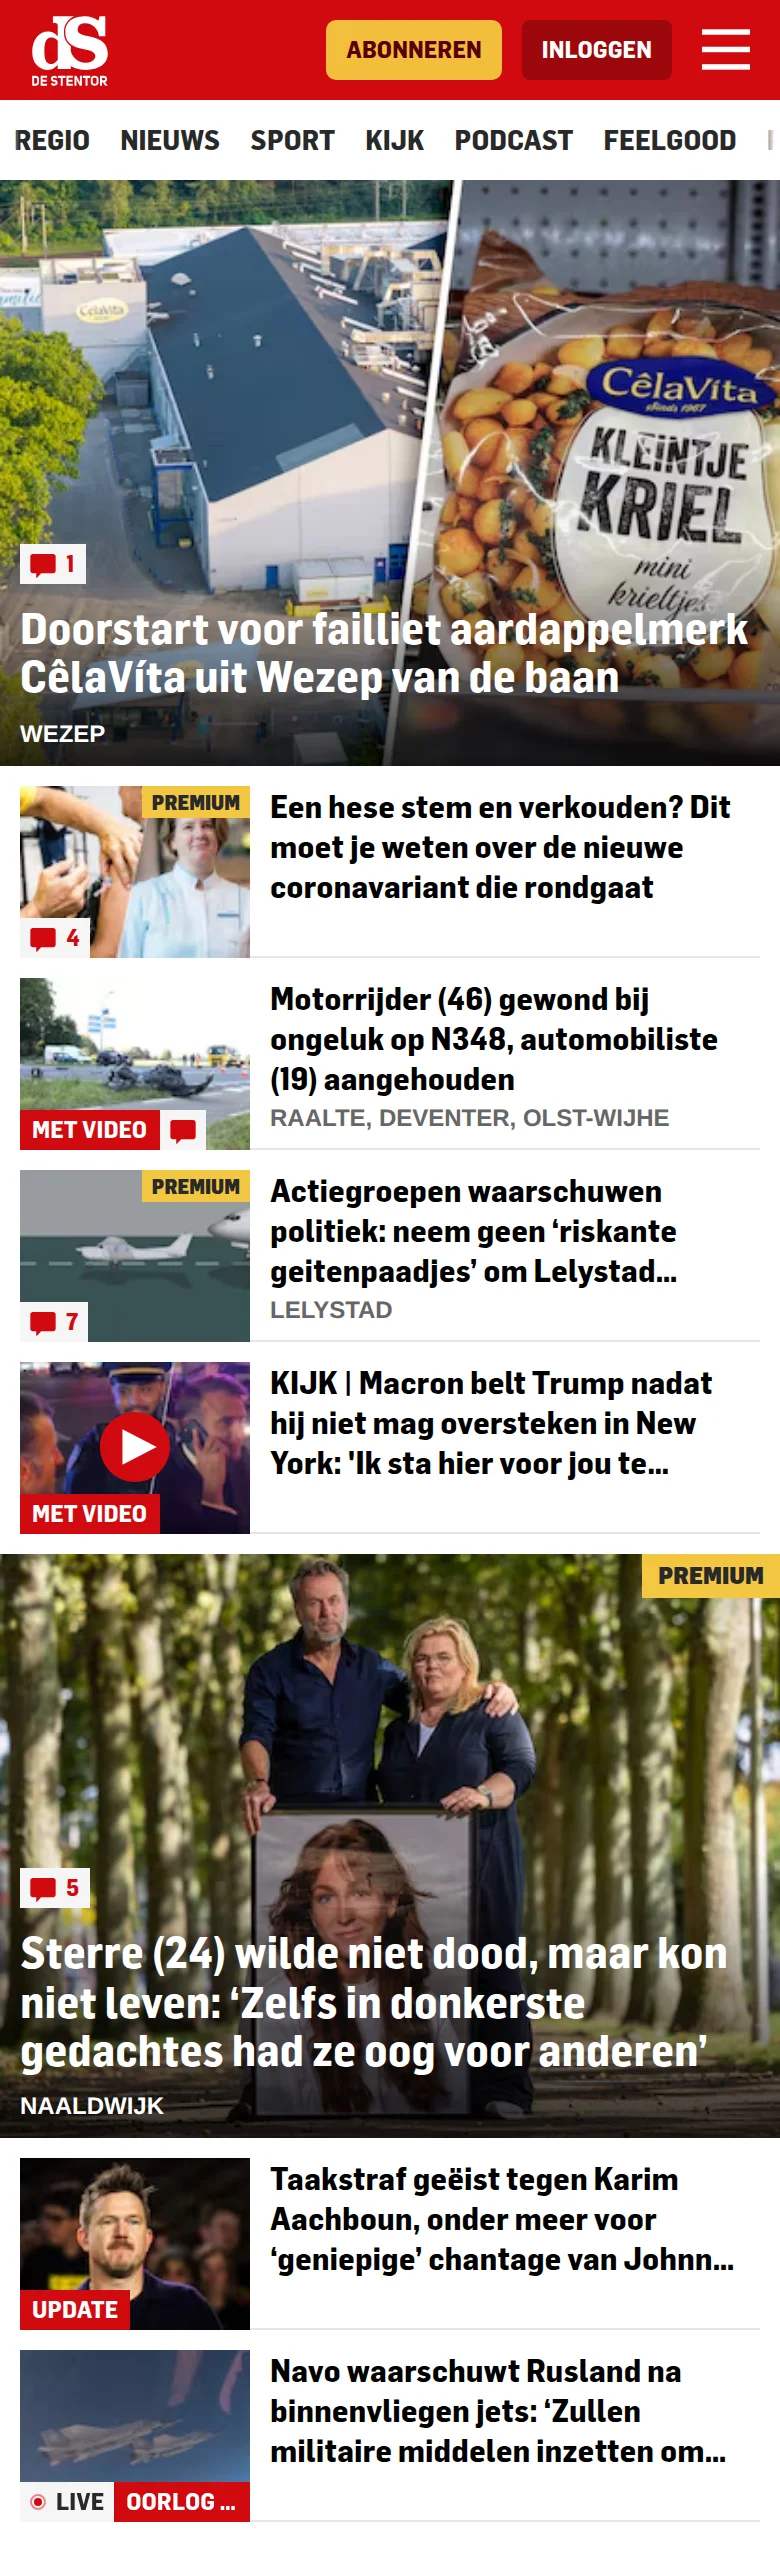 dS
DE STENTOR
ABONNEREN
INLOGGEN
REGIO NIEUWS SPORT KIJK PODCAST FEELGOOD
CêlaVíta
CêlaVíta
sinds 1967
KLEINTJE
KRIEL
mini
krieltjes
1
Doorstart voor failliet aardappelmerk
CêlaVíta uit Wezep van de baan
WEZEP
PREMIUM
4
Een hese stem en verkouden? Dit
moet je weten over de nieuwe
coronavariant die rondgaat
MET VIDEO
Motorrijder (46) gewond bij
ongeluk op N348, automobiliste
(19) aangehouden
RAALTE, DEVENTER, OLST-WIJHE
PREMIUM
7
Actiegroepen waarschuwen
politiek: neem geen ‘riskante
geitenpaadjes’ om Lelystad...
LELYSTAD
MET VIDEO
KIJK | Macron belt Trump nadat
hij niet mag oversteken in New
York: 'Ik sta hier voor jou te...
PREMIUM
5
Sterre (24) wilde niet dood, maar kon
niet leven: ‘Zelfs in donkerste
gedachtes had ze oog voor anderen’
NAALDWIJK
UPDATE
Taakstraf geëist tegen Karim
Aachboun, onder meer voor
‘geniepige’ chantage van Johnn...
LIVE
OORLOG ...
Navo waarschuwt Rusland na
binnenvliegen jets: ‘Zullen
militaire middelen inzetten om...